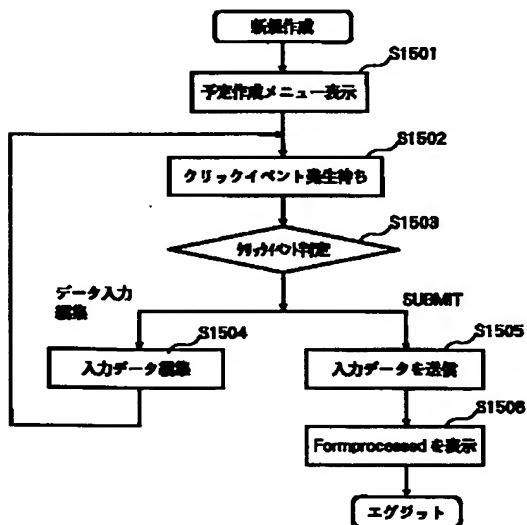 新規作成
S1501
予定作成メニュー表示
S1502
クリックイベント発生待ち
S1503
クリックイベント判定
データ入力
編集
SUBMIT
S1504
S1505
入力データ編集
入力データを送信
S1506
Formprocessedを表示
エグジット